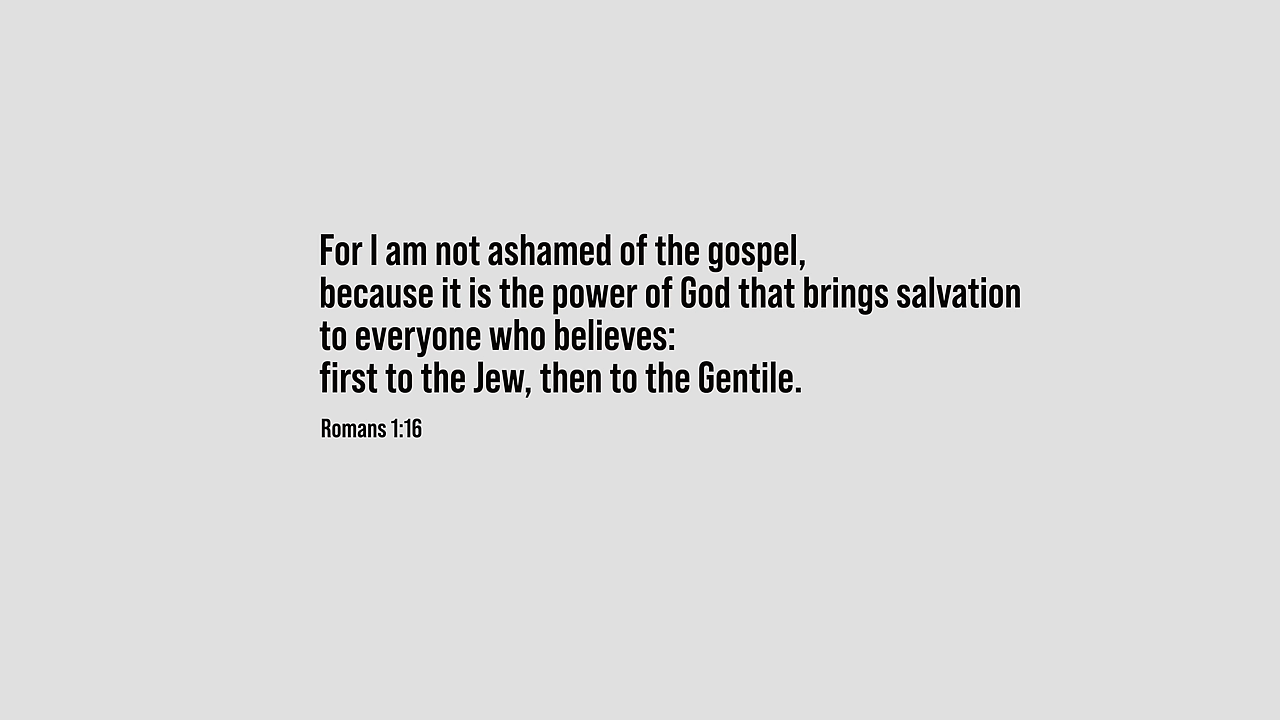 For I am not ashamed of the gospel,
because it is the power of God that brings salvation
to everyone who believes:
first to the Jew, then to the Gentile.
Romans 1:16